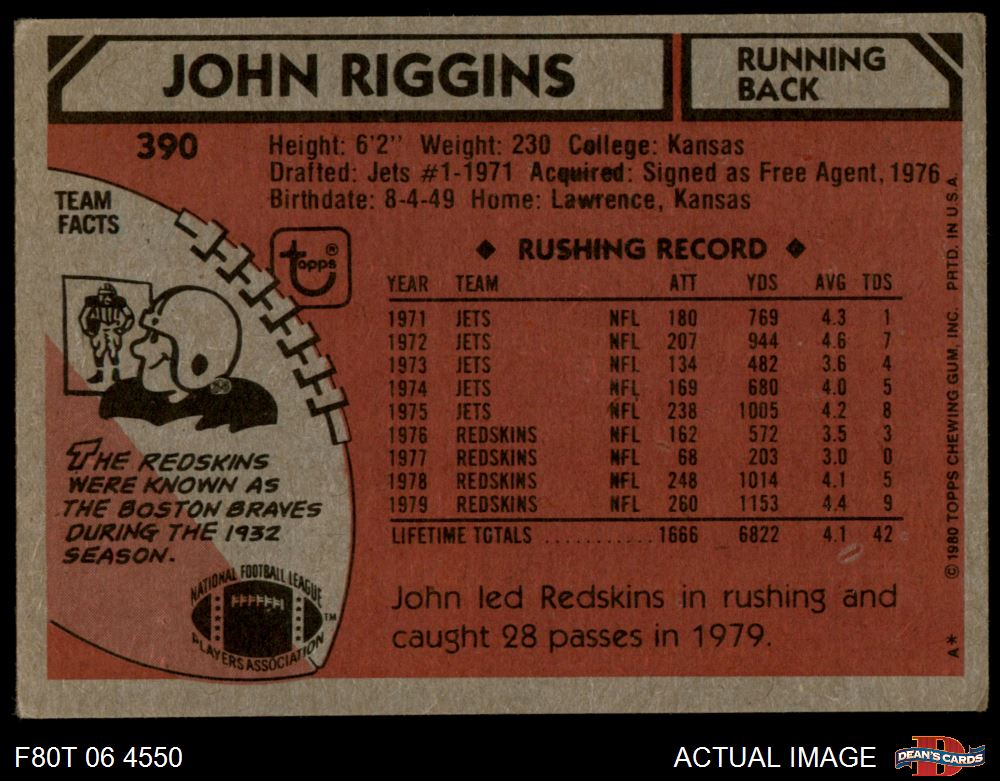 JOHN RIGGINS
RUNNING
BACK
390
Height: 6'2" Weight: 230 College: Kansas
Drafted: Jets #1-1971 Acquired: Signed as Free Agent, 1976
Birthdate: 8-4-49 Home: Lawrence, Kansas
TEAM
FACTS
topps®
THE REDSKINS
WERE KNOWN AS
THE BOSTON BRAVES
DURING THE 1932
SEASON.
NATIONAL FOOTBALL LEAGUE
PLAYERS ASSOCIATION
TM
◆ RUSHING RECORD ◆
YEAR TEAM ATT YDS AVG TDS
1971 JETS NFL 180 769 4.3 1
1972 JETS NFL 207 944 4.6 7
1973 JETS NFL 134 482 3.6 4
1974 JETS NFL 169 680 4.0 5
1975 JETS NFL 238 1005 4.2 8
1976 REDSKINS NFL 162 572 3.5 3
1977 REDSKINS NFL 68 203 3.0 0
1978 REDSKINS NFL 248 1014 4.1 5
1979 REDSKINS NFL 260 1153 4.4 9
LIFETIME TOTALS ........... 1666 6822 4.1 42
John led Redskins in rushing and
caught 28 passes in 1979.
© 1980 TOPPS CHEWING GUM, INC. PRTD. IN U.S.A.
A*
F80T 06 4550
ACTUAL IMAGE
D
DEAN'S CARDS